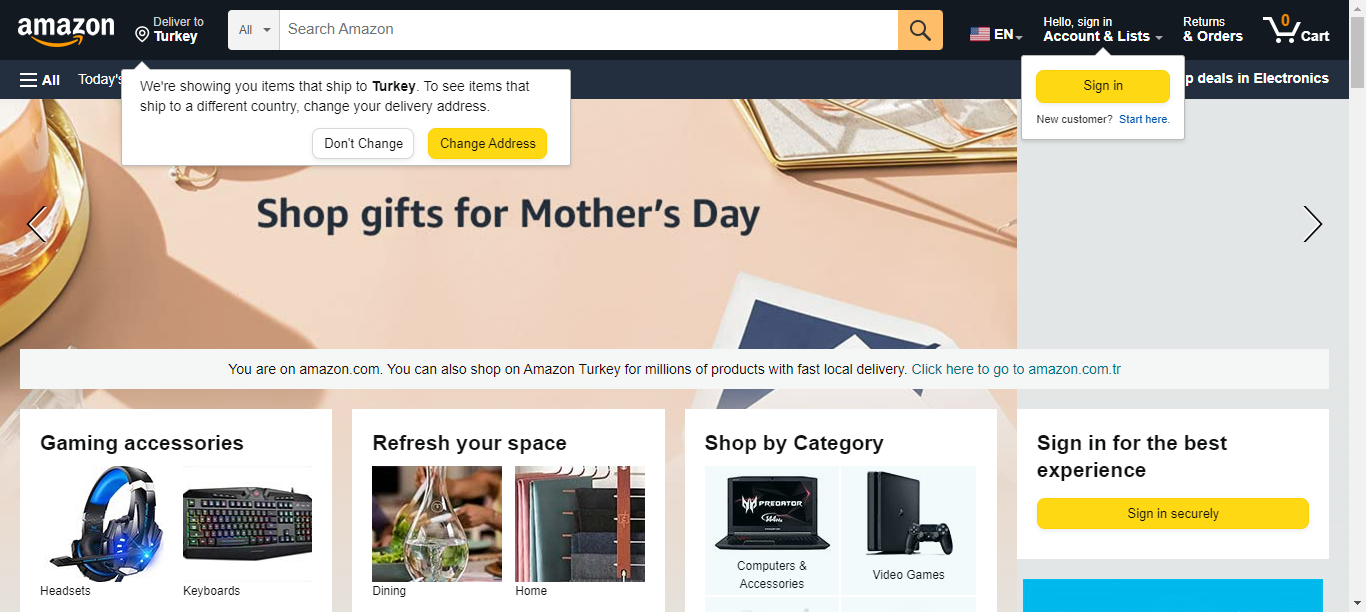 amazon
Deliver to
Turkey
All
Search Amazon
EN
Hello, sign in
Account & Lists
Returns
& Orders
0
Cart
All
Today's
p deals in Electronics
We're showing you items that ship to Turkey. To see items that
ship to a different country, change your delivery address.
Don't Change
Change Address
Sign in
New customer? Start here.
Shop gifts for Mother's Day
You are on amazon.com. You can also shop on Amazon Turkey for millions of products with fast local delivery. Click here to go to amazon.com.tr
Gaming accessories
Headsets
Keyboards
Refresh your space
Dining
Home
Shop by Category
PREDATOR
Computers &
Accessories
Video Games
Sign in for the best
experience
Sign in securely